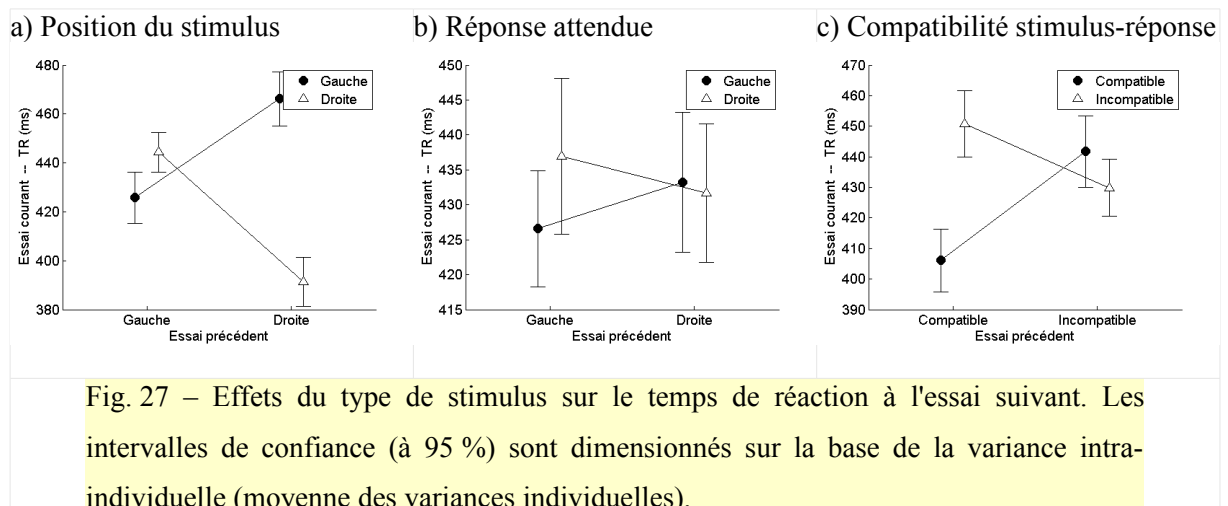 a) Position du stimulus
b) Réponse attendue
c) Compatibilité stimulus-réponse
480
460
440
420
400
380
Essai courant -- TR (ms)
Gauche
Droite
Gauche
Droite
Essai précédent
450
445
440
435
430
425
420
415
Essai courant -- TR (ms)
Gauche
Droite
Gauche
Droite
Essai précédent
470
460
450
440
430
420
410
400
390
Essai courant -- TR (ms)
Compatible
Incompatible
Compatible
Incompatible
Essai précédent
Fig. 27 – Effets du type de stimulus sur le temps de réaction à l'essai suivant. Les
intervalles de confiance (à 95 %) sont dimensionnés sur la base de la variance intra-
individuelle (moyenne des variances individuelles).